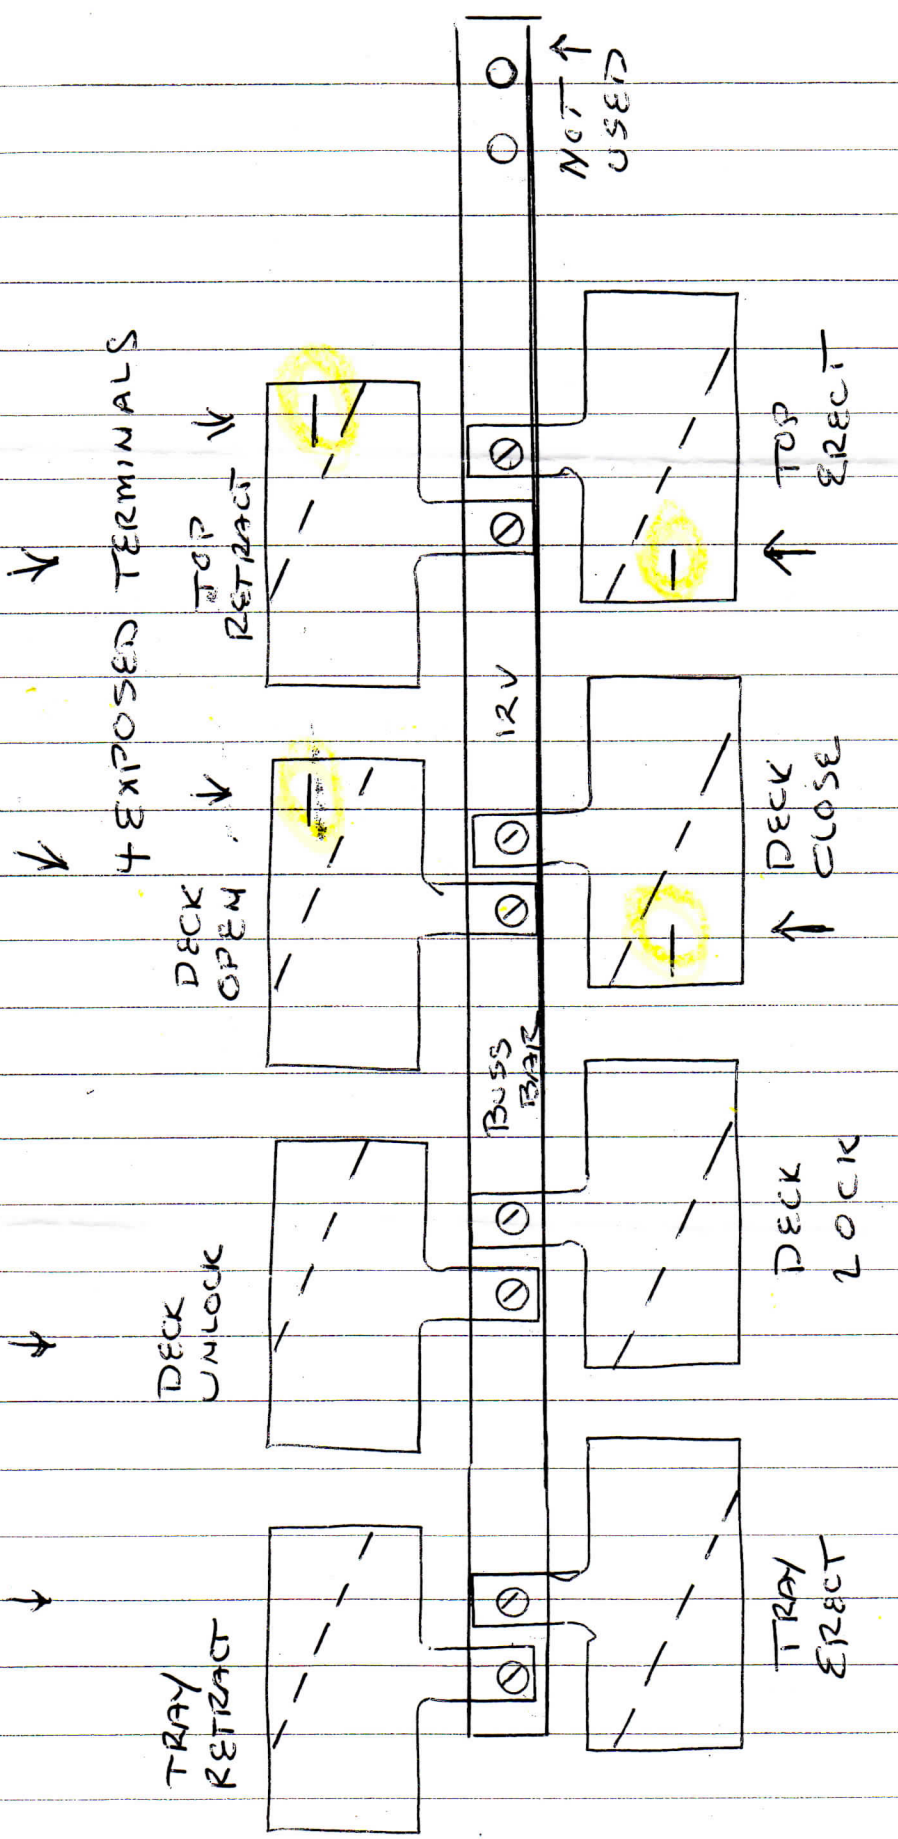 4 EXPOSED TERMINALS
TRAY
RETRACT
DECK
UNLOCK
DECK
OPEN
TOP
RETRACT
BUSS
BAR
12V
NOT
USED
TRAY
ERECT
DECK
LOCK
DECK
CLOSE
TOP
ERECT